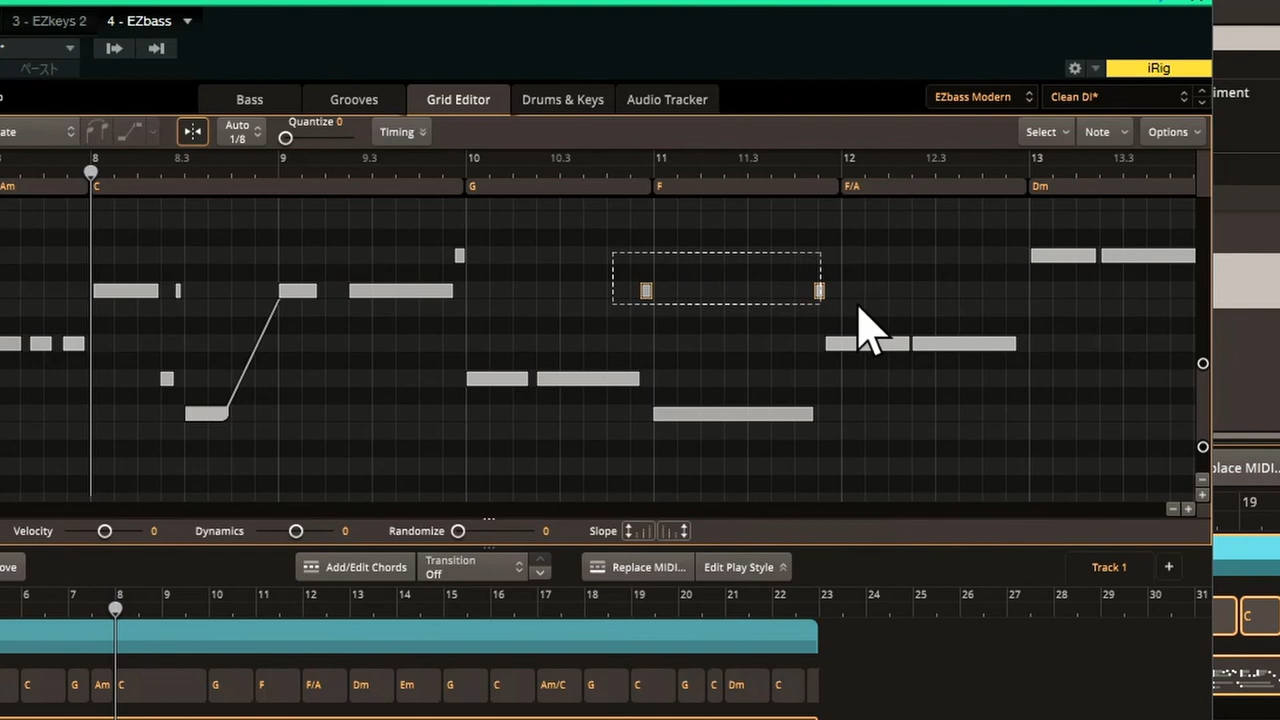 3 - EZkeys 2 4 - EZbass
ペースト
iRig
Bass Grooves Grid Editor Drums & Keys Audio Tracker EZbass Modern Clean DI*
iment
ate Auto 1/8 Quantize 0 Timing Select Note Options
8 8.3 9 9.3 10 10.3 11 11.3 12 12.3 13 13.3
Am C G F F/A Dm
place MIDI...
19
Velocity 0 Dynamics 0 Randomize 0 Slope
ove Add/Edit Chords Transition Off Replace MIDI... Edit Play Style Track 1 +
6 7 8 9 10 11 12 13 14 15 16 17 18 19 20 21 22 23 24 25 26 27 28 29 30 31
C
C G Am C G F F/A Dm Em G C Am/C G C G C Dm C